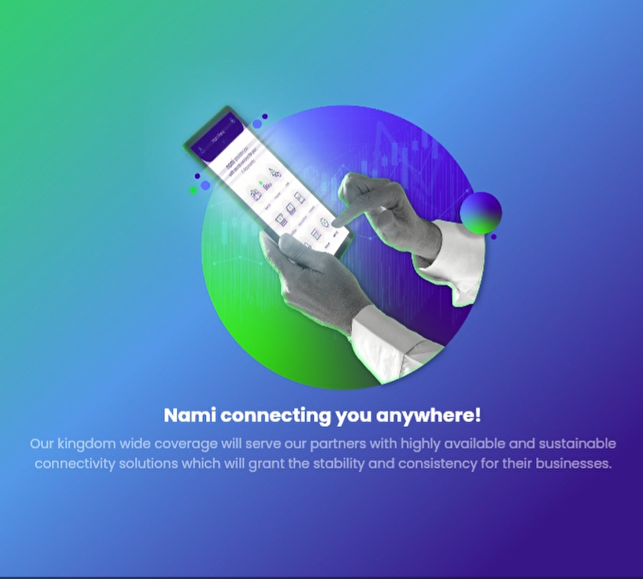 Nami connecting you anywhere!
Our kingdom wide coverage will serve our partners with highly available and sustainable
connectivity solutions which will grant the stability and consistency for their businesses.